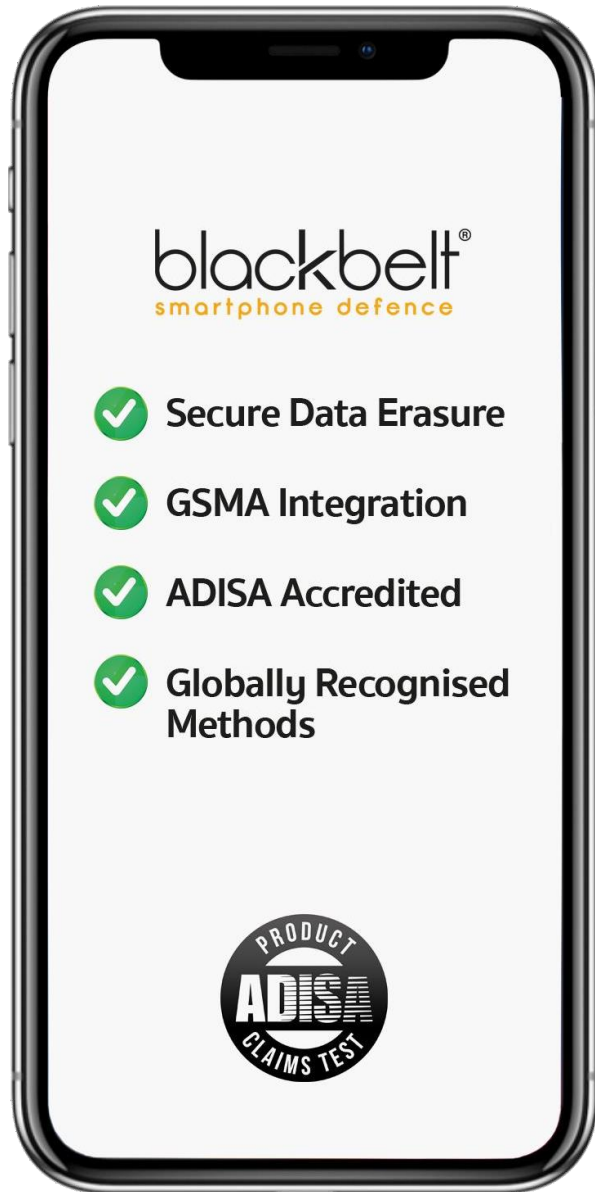 blackbelt®
smartphone defence
Secure Data Erasure
GSMA Integration
ADISA Accredited
Globally Recognised
Methods
PRODUCT
ADISA
CLAIMS TEST